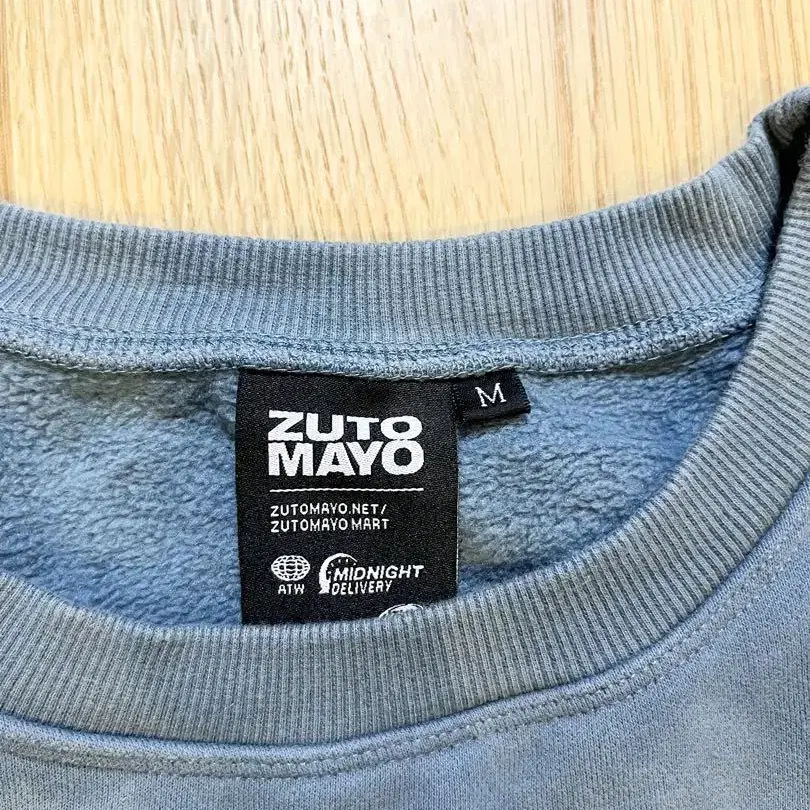 ZUTO
MAYO
M
ZUTOMAYO.NET/
ZUTOMAYO MART
ATW
MIDNIGHT
DELIVERY